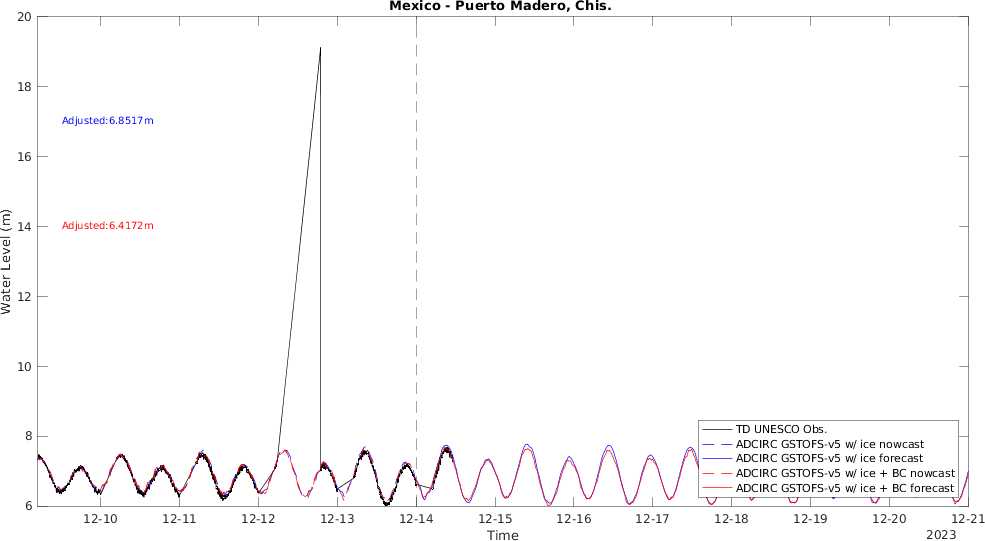 Mexico - Puerto Madero, Chis.
20
18
16
14
12
10
8
6
Water Level (m)
Adjusted:6.8517m
Adjusted:6.4172m
TD UNESCO Obs.
ADCIRC GSTOFS-v5 w/ ice nowcast
ADCIRC GSTOFS-v5 w/ ice forecast
ADCIRC GSTOFS-v5 w/ ice + BC nowcast
ADCIRC GSTOFS-v5 w/ ice + BC forecast
12-10 12-11 12-12 12-13 12-14 12-15 12-16 12-17 12-18 12-19 12-20 12-21
Time
2023